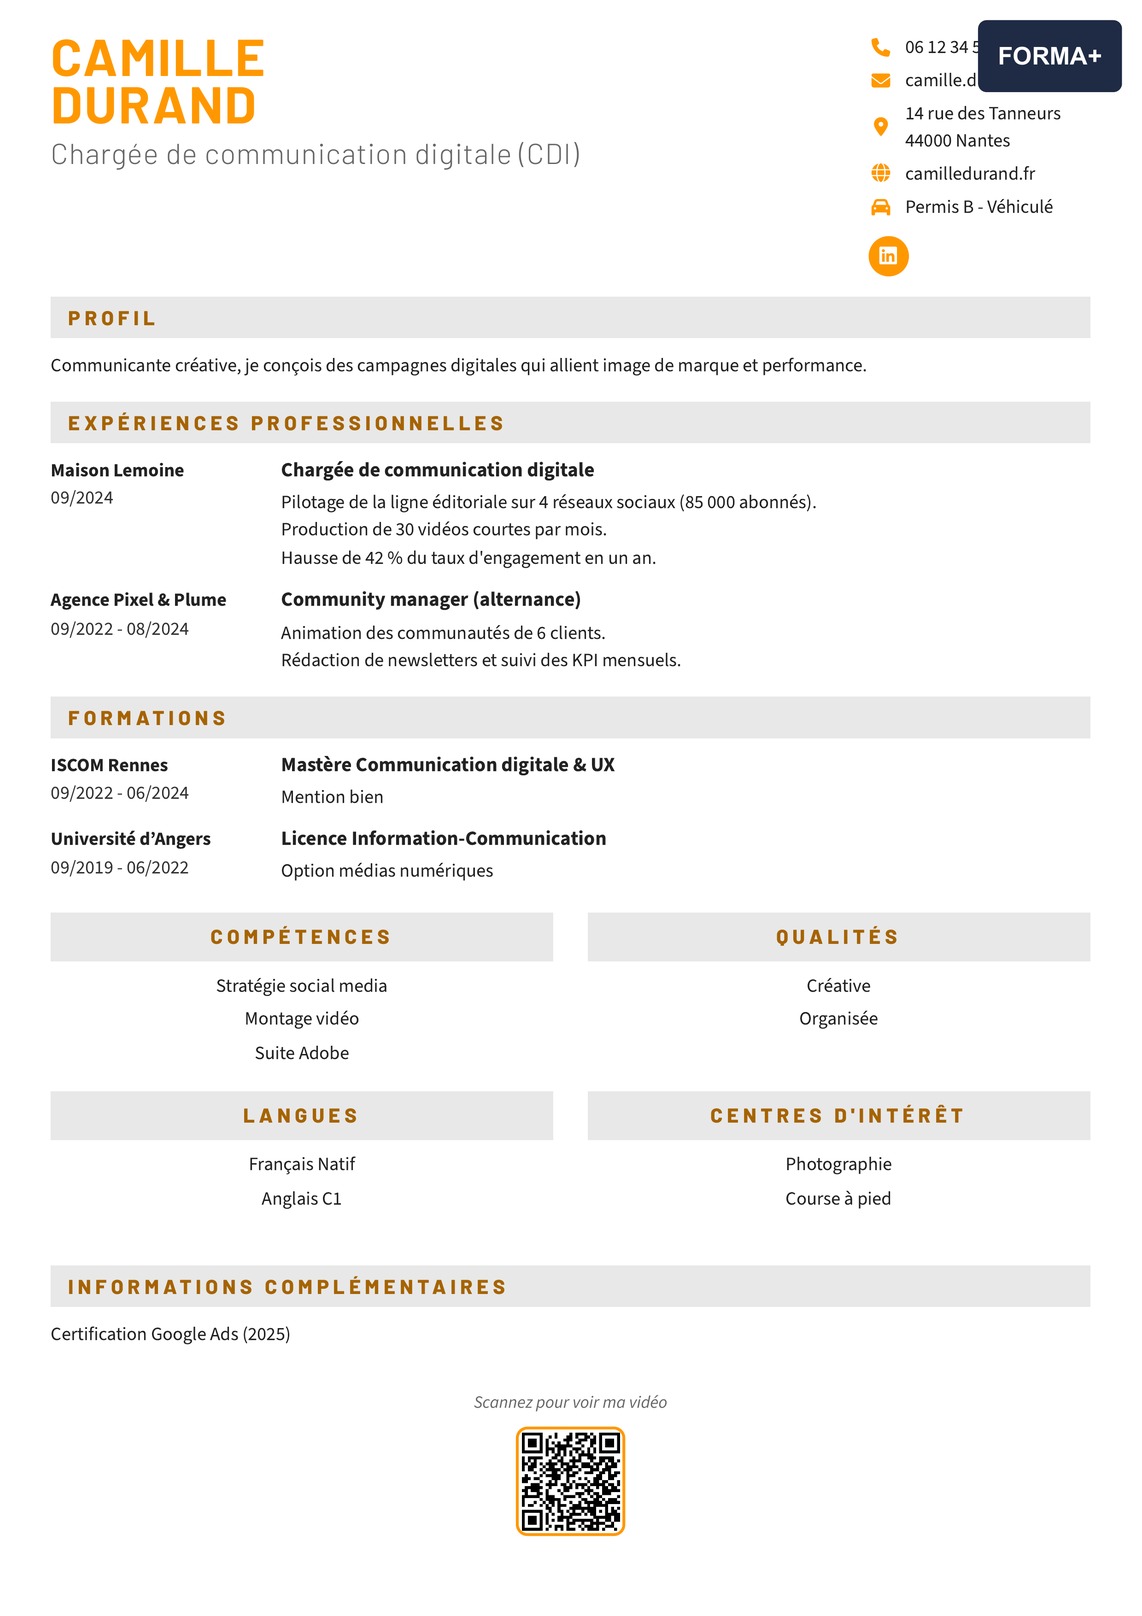 CAMILLE
DURAND
Chargée de communication digitale (CDI)
06 12 34
FORMA+
14 rue des Tanneurs
44000 Nantes
camilledurand.fr
Permis B - Véhiculé
in
PROFIL
Communicante créative, je conçois des campagnes digitales qui allient image de marque et performance.
EXPÉRIENCES PROFESSIONNELLES
Maison Lemoine
09/2024
Chargée de communication digitale
Pilotage de la ligne éditoriale sur 4 réseaux sociaux (85 000 abonnés).
Production de 30 vidéos courtes par mois.
Hausse de 42 % du taux d'engagement en un an.
Agence Pixel & Plume
09/2022 - 08/2024
Community manager (alternance)
Animation des communautés de 6 clients.
Rédaction de newsletters et suivi des KPI mensuels.
FORMATIONS
ISCOM Rennes
09/2022 - 06/2024
Mastère Communication digitale & UX
Mention bien
Université d’Angers
09/2019 - 06/2022
Licence Information-Communication
Option médias numériques
COMPÉTENCES
Stratégie social media
Montage vidéo
Suite Adobe
QUALITÉS
Créative
Organisée
LANGUES
Français Natif
Anglais C1
CENTRES D'INTÉRÊT
Photographie
Course à pied
INFORMATIONS COMPLÉMENTAIRES
Certification Google Ads (2025)
Scannez pour voir ma vidéo